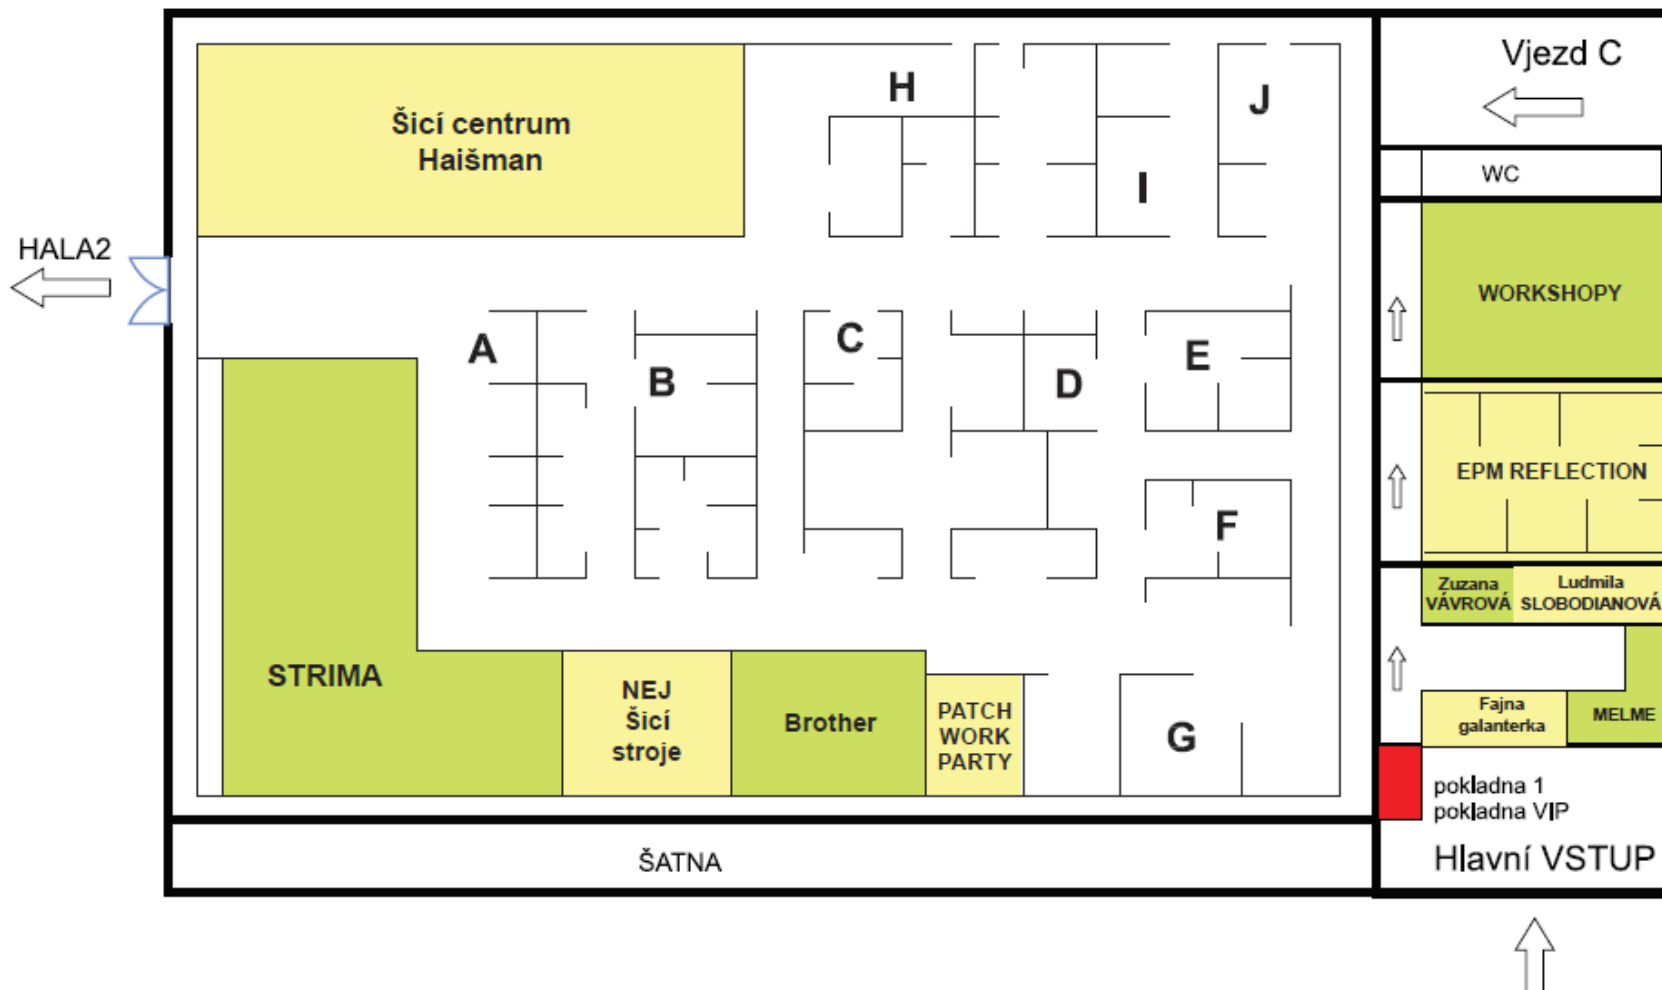 Vjezd C
H
J
Šicí centrum
Haišman
WC
I
HALA2
WORKSHOPY
A
B
C
D
E
EPM REFLECTION
F
Zuzana
VÁVROVÁ
Ludmila
SLOBODIANOVÁ
STRIMA
NEJ
Šicí
stroje
Brother
PATCH
WORK
PARTY
G
Fajna
galanterka
MELME
pokladna 1
pokladna VIP
ŠATNA
Hlavní VSTUP